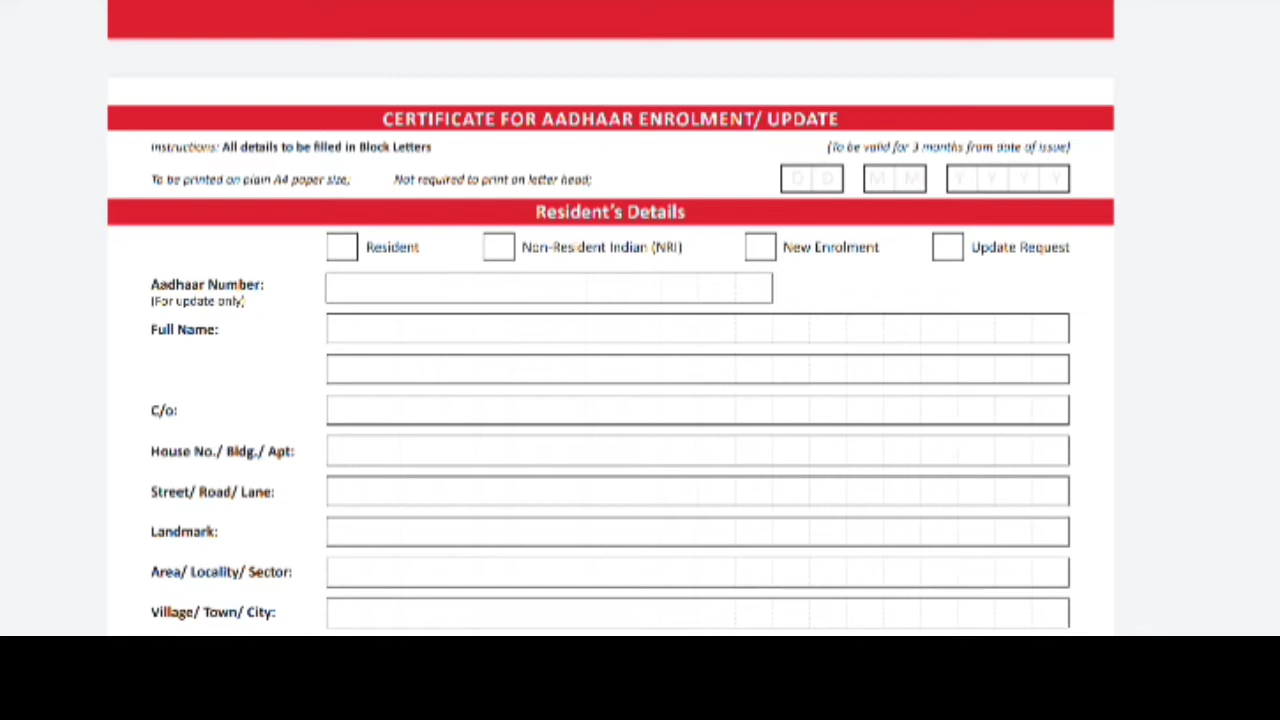 CERTIFICATE FOR AADHAAR ENROLMENT/ UPDATE
Instructions: All details to be filled in Block Letters
(To be valid for 3 months from date of issue)
To be printed on plain A4 paper size; Not required to print on letter head;
D D M M Y Y Y Y
Resident's Details
Resident Non-Resident Indian (NRI) New Enrolment Update Request
Aadhaar Number:
(For update only)
Full Name:
C/o:
House No./ Bldg./ Apt:
Street/ Road/ Lane:
Landmark:
Area/ Locality/ Sector:
Village/ Town/ City: